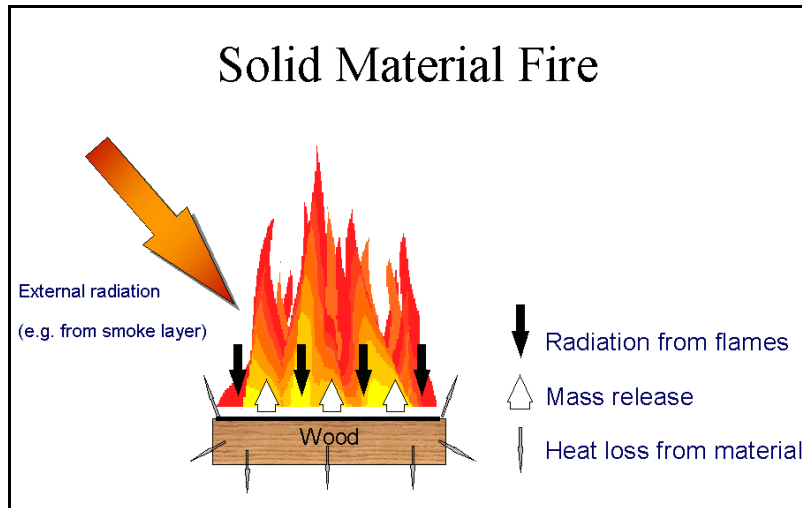 Solid Material Fire
External radiation
(e.g. from smoke layer)
Radiation from flames
Mass release
Wood
Heat loss from material